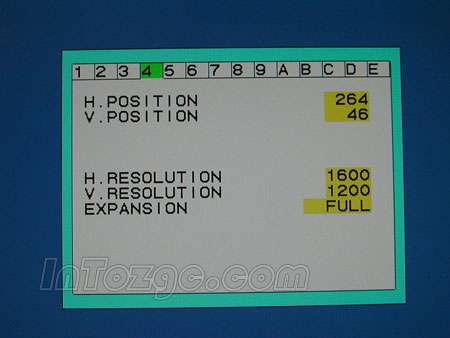 1 2 3 4 5 6 7 8 9 A B C D E
H.POSITION 264
V.POSITION 46
H.RESOLUTION 1600
V.RESOLUTION 1200
EXPANSION FULL
InTozgc.com